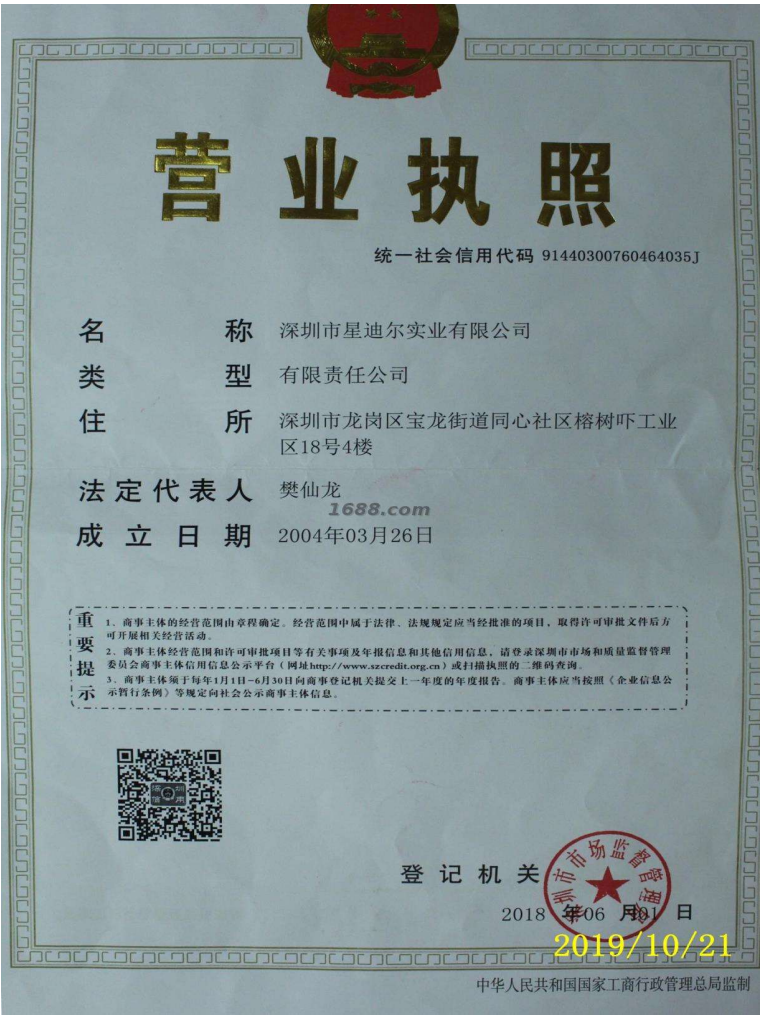 营业执照
统一社会信用代码 91440300760464035J
名称 深圳市星迪尔实业有限公司
类型 有限责任公司
住所 深圳市龙岗区宝龙街道同心社区榕树吓工业
区18号4楼
法定代表人 樊仙龙
1688.com
成立日期 2004年03月26日
重要提示
1、商事主体的经营范围由章程确定。经营范围中属于法律、法规规定应当经批准的项目，取得许可审批文件后方
可开展相关经营活动。
2、商事主体经营范围和许可审批项目等有关事项及年报信息和其他信用信息，请登录深圳市市场和质量监督管理
委员会商事主体信用信息公示平台（网址http://www.szcredit.org.cn）或扫描执照的二维码查询。
3、商事主体须于每年1月1日-6月30日向商事登记机关提交上一年度的年度报告。商事主体应当按照《企业信息公
示暂行条例》等规定向社会公示商事主体信息。
深圳信用
登记机关
深圳市市场监督管理局
2018年06月01日
2019/10/21
中华人民共和国国家工商行政管理总局监制